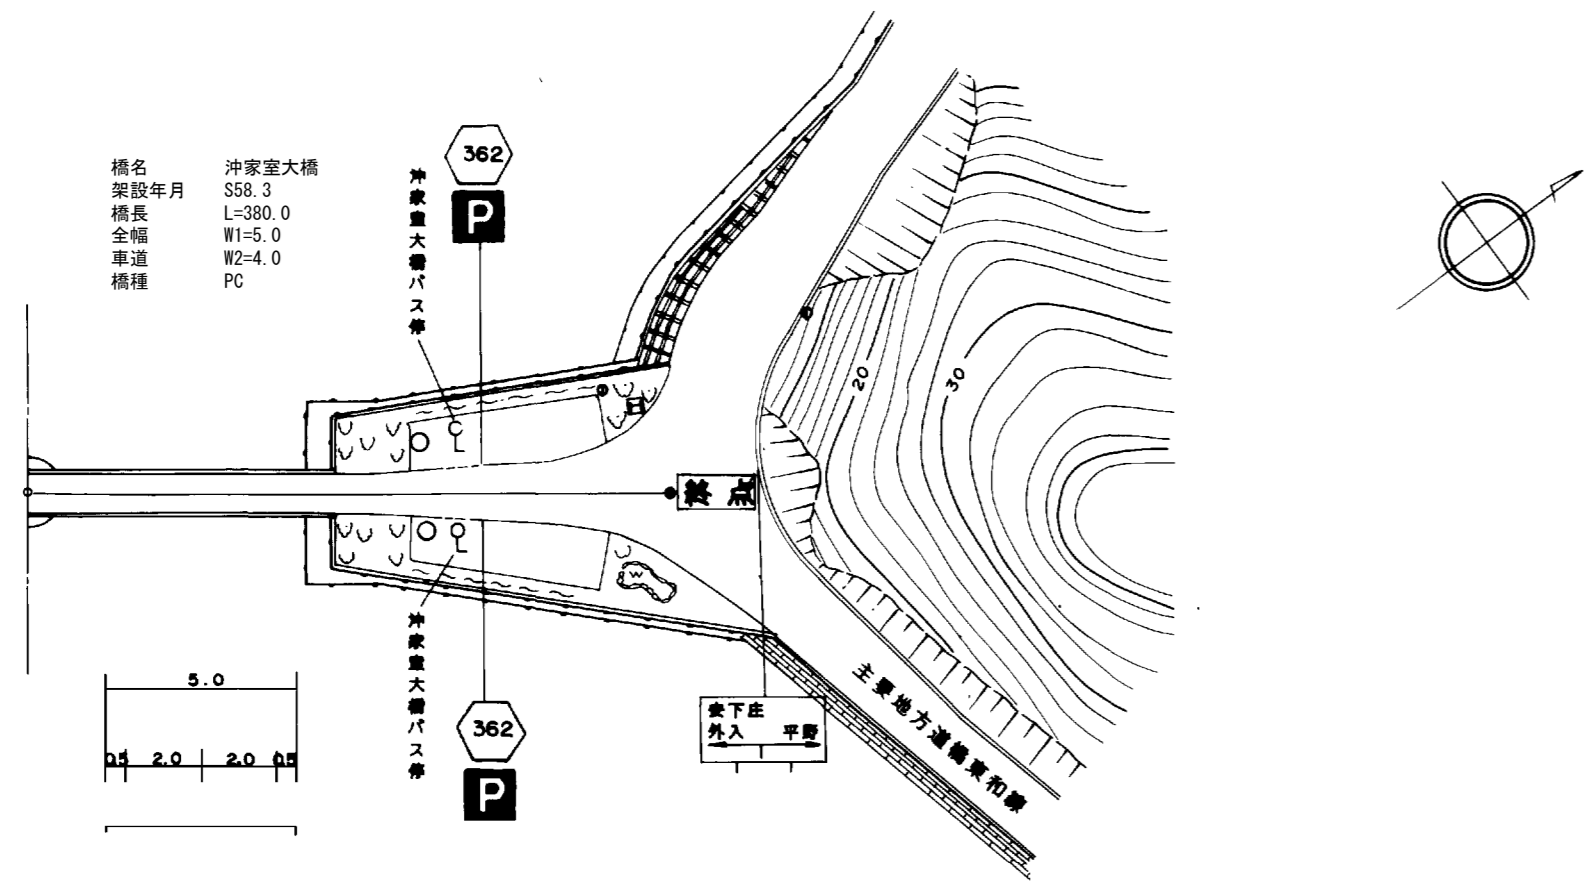 橋名 沖家室大橋
架設年月 S58.3
橋長 L=380.0
全幅 W1=5.0
車道 W2=4.0
橋種 PC
362
P
沖家室大橋バス停
20
30
終点
沖家室大橋バス停
362
P
安下庄
外入 平野
主要地方道橘東和線
5.0
0.5 2.0 2.0 0.5